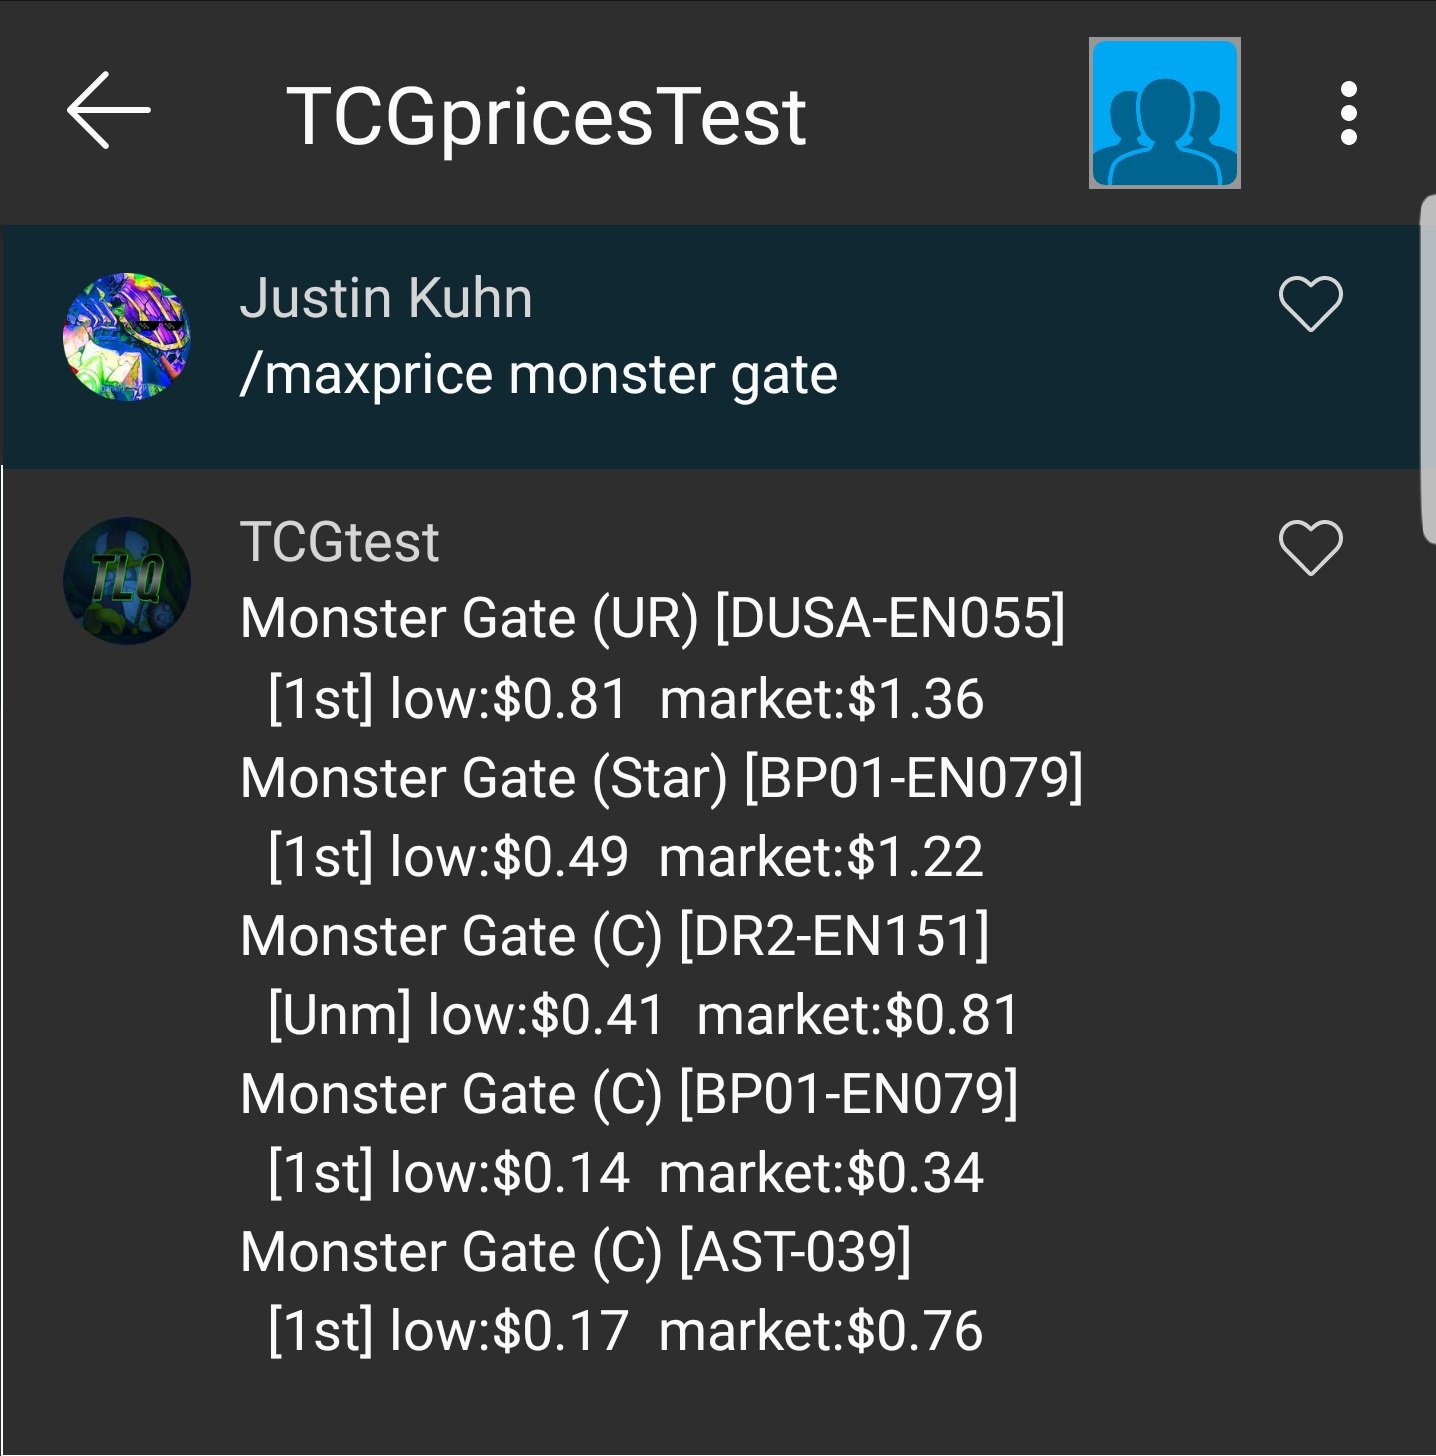 TCGpricesTest
Justin Kuhn
/maxprice monster gate
TLQ
TCGtest
Monster Gate (UR) [DUSA-EN055]
[1st] low:$0.81 market:$1.36
Monster Gate (Star) [BP01-EN079]
[1st] low:$0.49 market:$1.22
Monster Gate (C) [DR2-EN151]
[Unm] low:$0.41 market:$0.81
Monster Gate (C) [BP01-EN079]
[1st] low:$0.14 market:$0.34
Monster Gate (C) [AST-039]
[1st] low:$0.17 market:$0.76